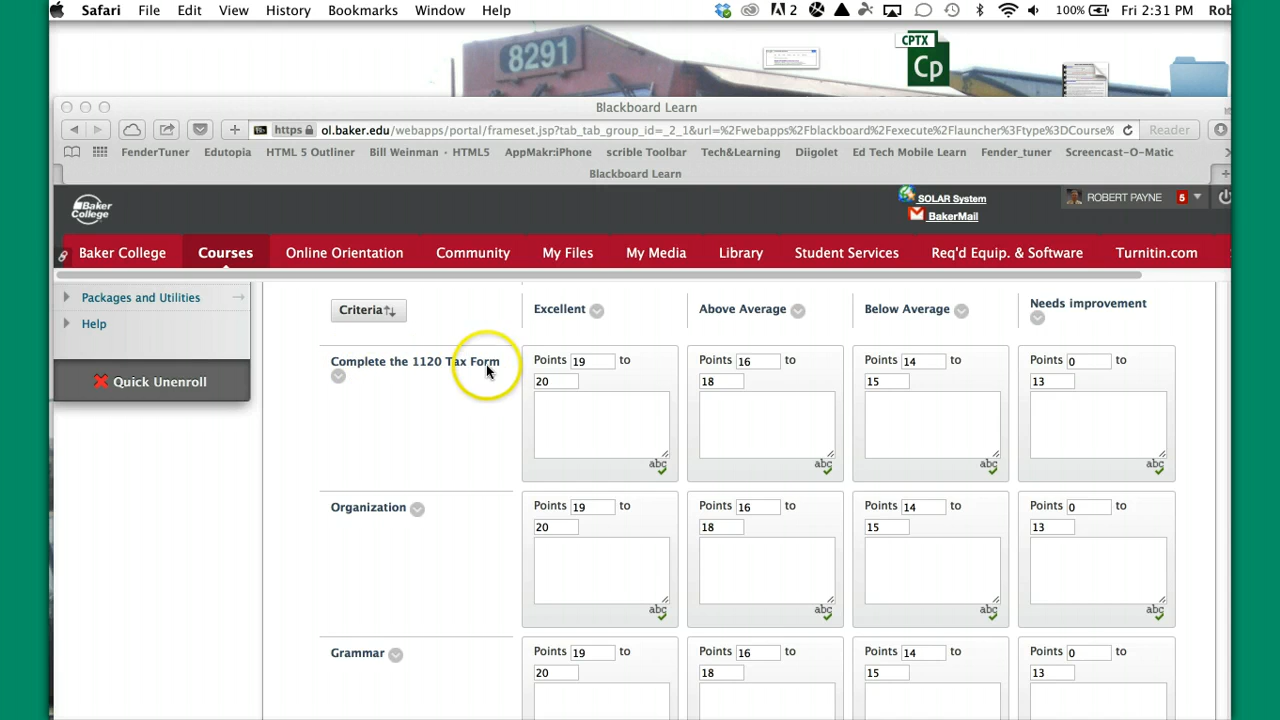 Safari File Edit View History Bookmarks Window Help 2 100% Fri 2:31 PM Rob
8291
CPTX
Cp
Blackboard Learn
https ol.baker.edu/webapps/portal/frameset.jsp?tab_tab_group_id=_2_1&url=%2Fwebapps%2Fblackboard%2Fexecute%2Flauncher%3Ftype%3DCourse% Reader
FenderTuner Edutopia HTML 5 Outliner Bill Weinman • HTML5 AppMakr:iPhone scrible Toolbar Tech&Learning Diigolet Ed Tech Mobile Learn Fender_tuner Screencast-O-Matic
Blackboard Learn
Baker College
SOLAR System
BakerMail
ROBERT PAYNE 5
Baker College Courses Online Orientation Community My Files My Media Library Student Services Req'd Equip. & Software Turnitin.com
Packages and Utilities
Help
Quick Unenroll
Criteria Excellent Above Average Below Average Needs improvement
Complete the 1120 Tax Form Points 19 to Points 16 to Points 14 to Points 0 to
20 18 15 13
abc abc abc abc
Organization Points 19 to Points 16 to Points 14 to Points 0 to
20 18 15 13
abc abc abc abc
Grammar Points 19 to Points 16 to Points 14 to Points 0 to
20 18 15 13